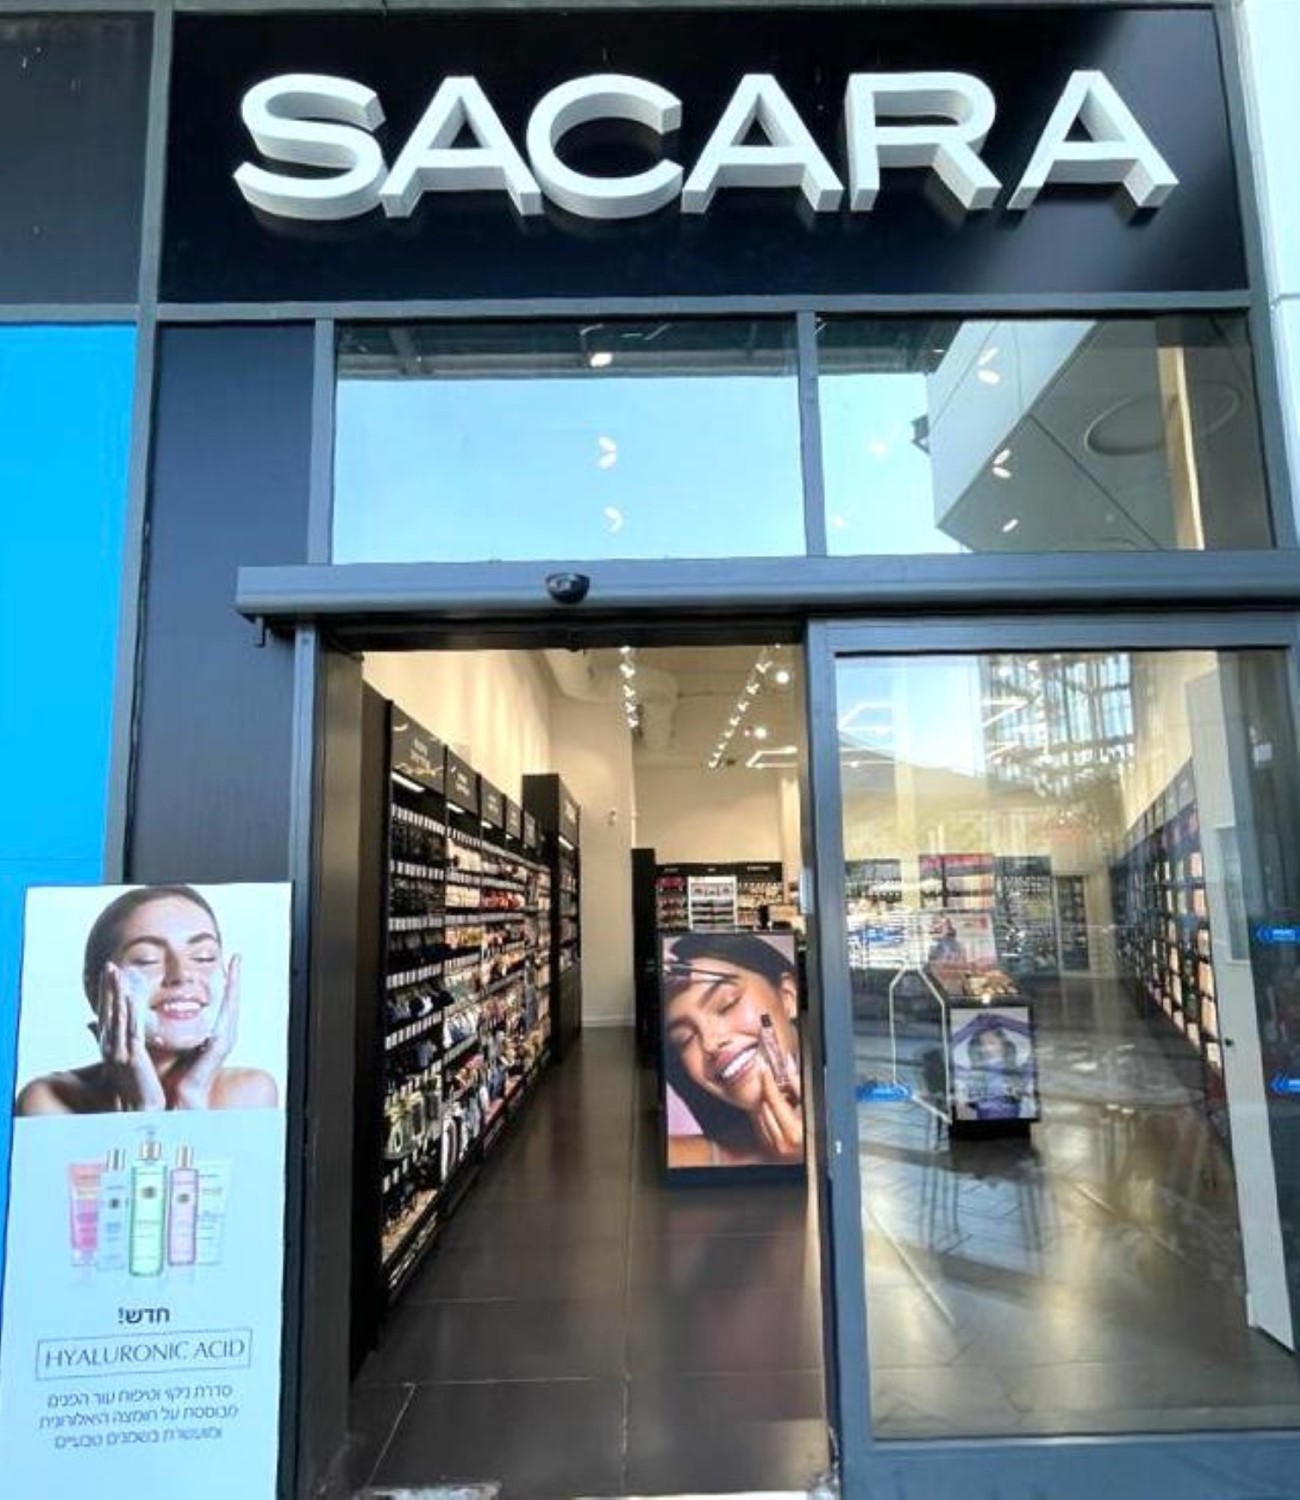 SACARA
חדש!
HYALURONIC ACID
סדרת ניקוי וטיפוח עור הפנים
מבוססת על חומצה היאלורונית
ומועשרת בשמנים טבעיים